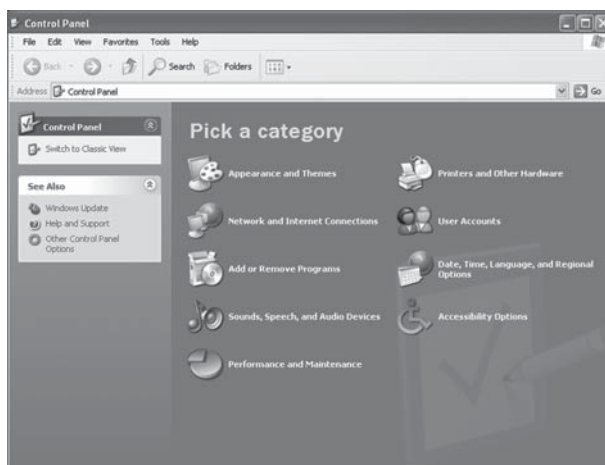 Control Panel
File Edit View Favorites Tools Help
Back Search Folders
Address Control Panel Go
Control Panel
Switch to Classic View
See Also
Windows Update
Help and Support
Other Control Panel
Options
Pick a category
Appearance and Themes
Printers and Other Hardware
Network and Internet Connections
User Accounts
Add or Remove Programs
Date, Time, Language, and Regional
Options
Sounds, Speech, and Audio Devices
Accessibility Options
Performance and Maintenance